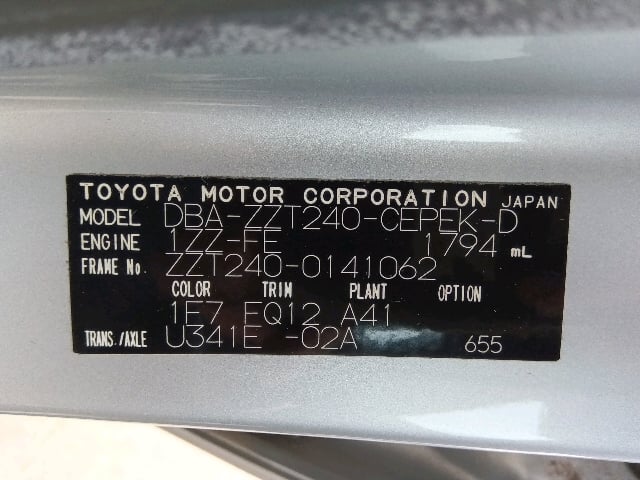 TOYOTA MOTOR CORPORATION JAPAN
MODEL DBA-ZZT240-CEPEK-D
ENGINE 1ZZ-FE 1794 mL
FRAME No. ZZT240-0141062
COLOR TRIM PLANT OPTION
1E7 FQ12 A41
TRANS./AXLE U341E -02A 655